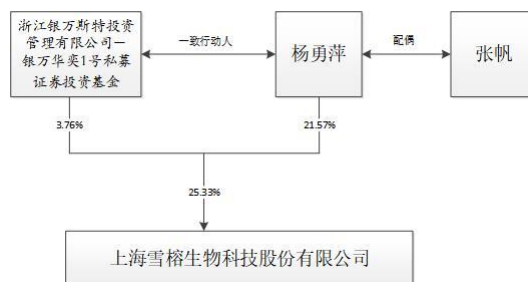 浙江银万斯特投资
管理有限公司—
银万华奕1号私募
证券投资基金
一致行动人
杨勇萍
配偶
张帆
3.76%
21.57%
25.33%
上海雪榕生物科技股份有限公司